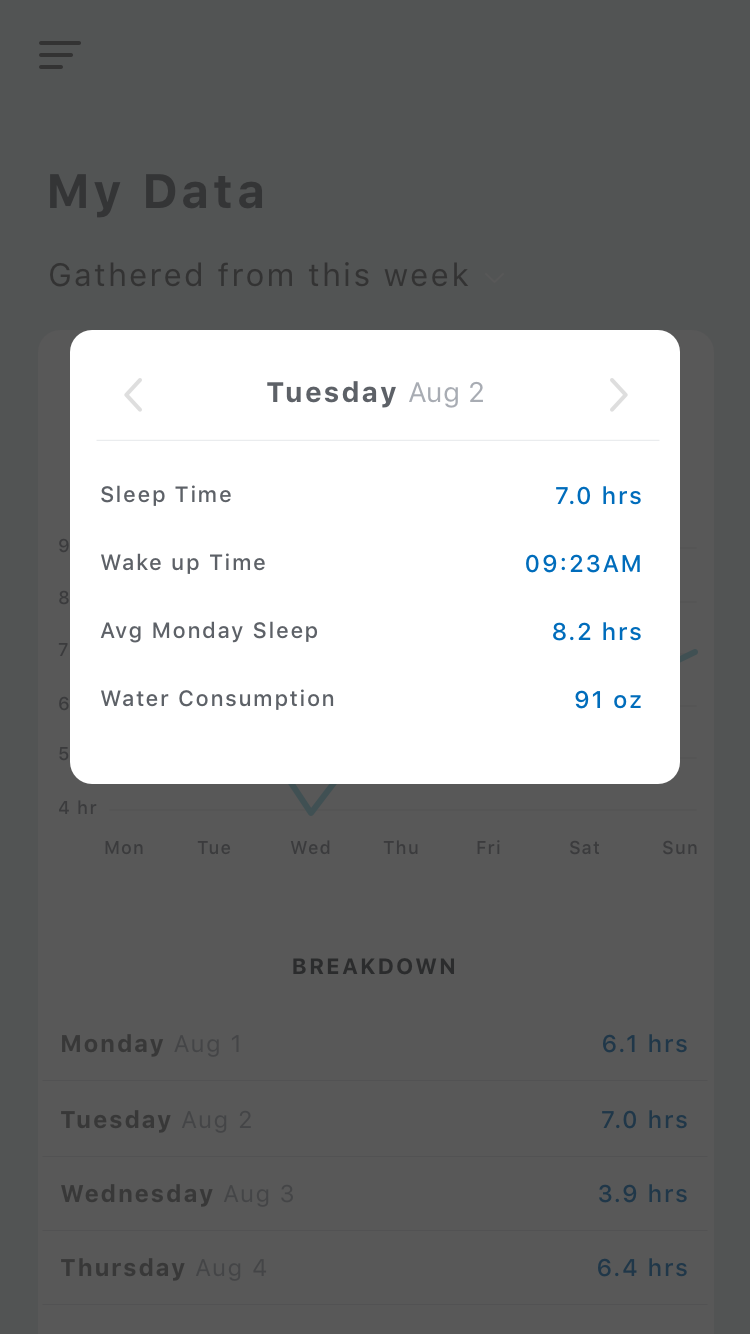 My Data
Gathered from this week
Tuesday Aug 2
Sleep Time 7.0 hrs
Wake up Time 09:23AM
Avg Monday Sleep 8.2 hrs
Water Consumption 91 oz
9
8
7
6
5
4 hr
Mon Tue Wed Thu Fri Sat Sun
BREAKDOWN
Monday Aug 1 6.1 hrs
Tuesday Aug 2 7.0 hrs
Wednesday Aug 3 3.9 hrs
Thursday Aug 4 6.4 hrs